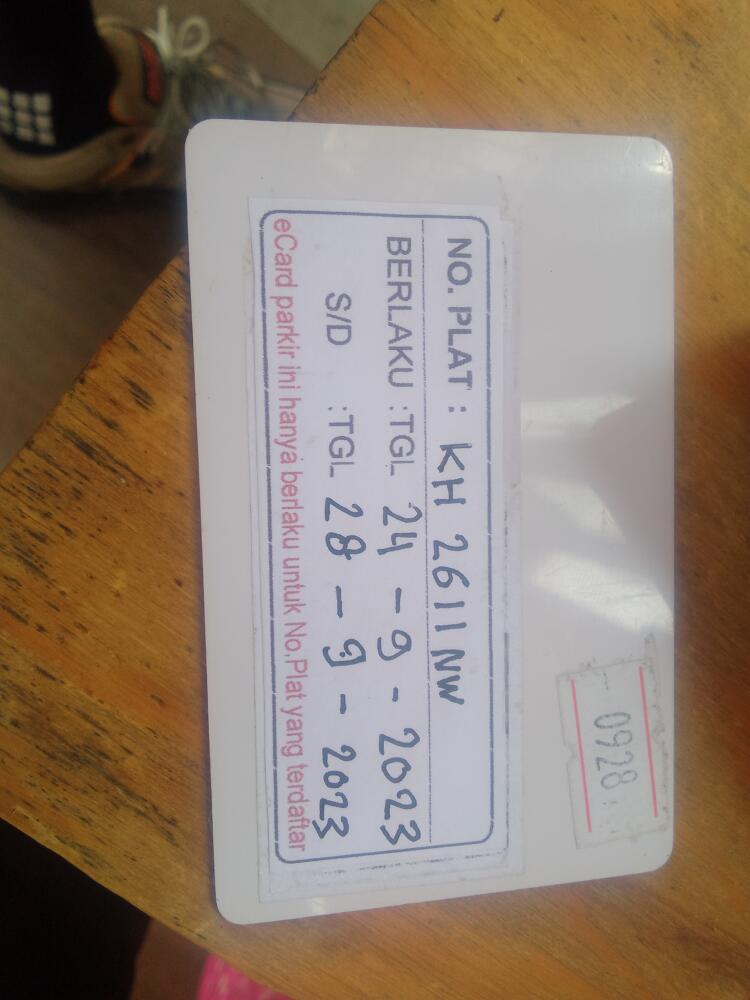 NO. PLAT : KH 2611 NW
BERLAKU :TGL 24 - 9 - 2023
S/D :TGL 28 - 9 - 2023
eCard parkir ini hanya berlaku untuk No.Plat yang terdaftar
0928